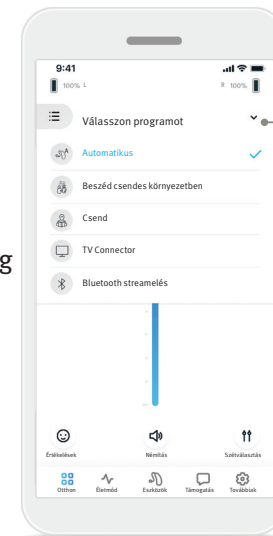 9:41
100% L
R 100%
Válasszon programot
Automatikus
Beszéd csendes környezetben
Csend
TV Connector
Bluetooth streamelés
g
Értékelések
Némítás
Szétválasztás
Otthon
Életmód
Eszközök
Támogatás
Továbbiak